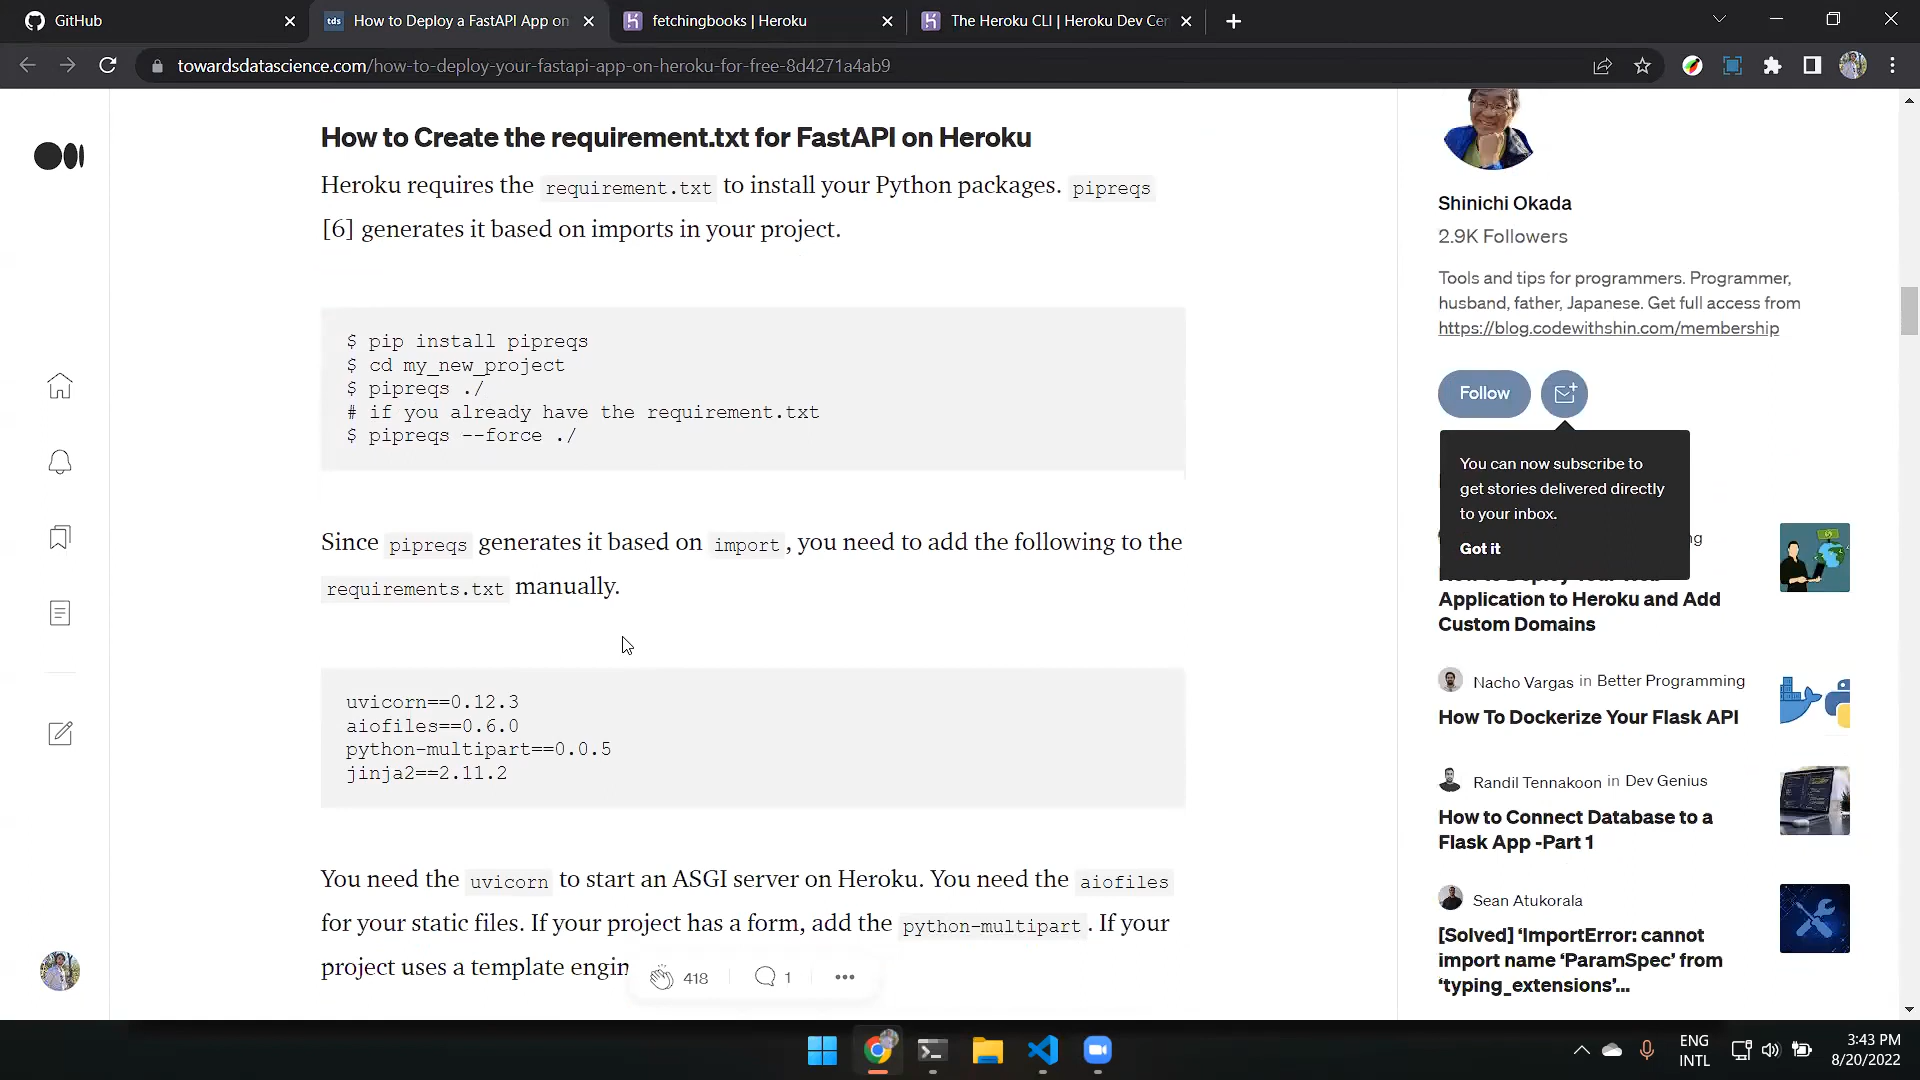 GitHub
tds How to Deploy a FastAPI App on
fetchingbooks | Heroku
The Heroku CLI | Heroku Dev Cer
towardsdatascience.com/how-to-deploy-your-fastapi-app-on-heroku-for-free-8d4271a4ab9
How to Create the requirement.txt for FastAPI on Heroku
Heroku requires the requirement.txt to install your Python packages. pipreqs
[6] generates it based on imports in your project.
$ pip install pipreqs
$ cd my_new_project
$ pipreqs ./
# if you already have the requirement.txt
$ pipreqs --force ./
Since pipreqs generates it based on import, you need to add the following to the
requirements.txt manually.
uvicorn==0.12.3
aiofiles==0.6.0
python-multipart==0.0.5
jinja2==2.11.2
You need the uvicorn to start an ASGI server on Heroku. You need the aiofiles
for your static files. If your project has a form, add the python-multipart. If your
project uses a template engin
418
1
Shinichi Okada
2.9K Followers
Tools and tips for programmers. Programmer,
husband, father, Japanese. Get full access from
https://blog.codewithshin.com/membership
Follow
You can now subscribe to
get stories delivered directly
to your inbox.
Got it
ng
Application to Heroku and Add
Custom Domains
Nacho Vargas in Better Programming
How To Dockerize Your Flask API
Randil Tennakoon in Dev Genius
How to Connect Database to a
Flask App -Part 1
Sean Atukorala
[Solved] ‘ImportError: cannot
import name ‘ParamSpec’ from
‘typing_extensions’...
ENG
INTL
3:43 PM
8/20/2022